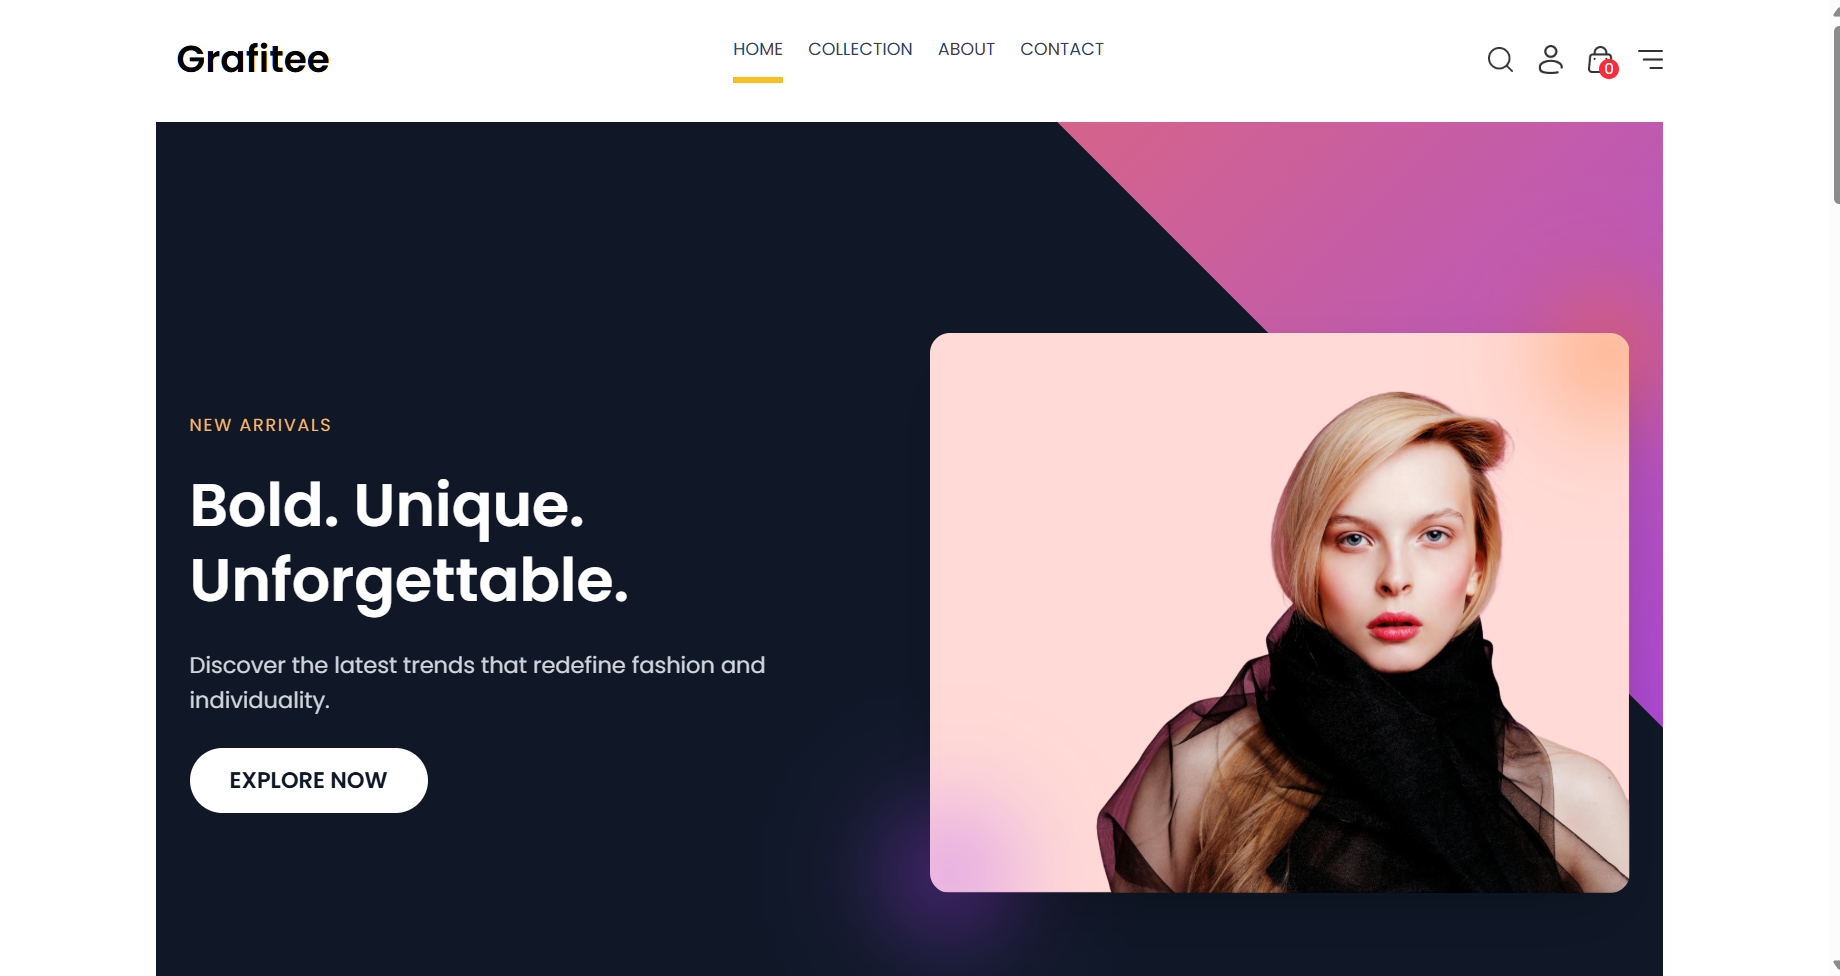 Grafitee
HOME COLLECTION ABOUT CONTACT
0
NEW ARRIVALS
Bold. Unique.
Unforgettable.
Discover the latest trends that redefine fashion and
individuality.
EXPLORE NOW